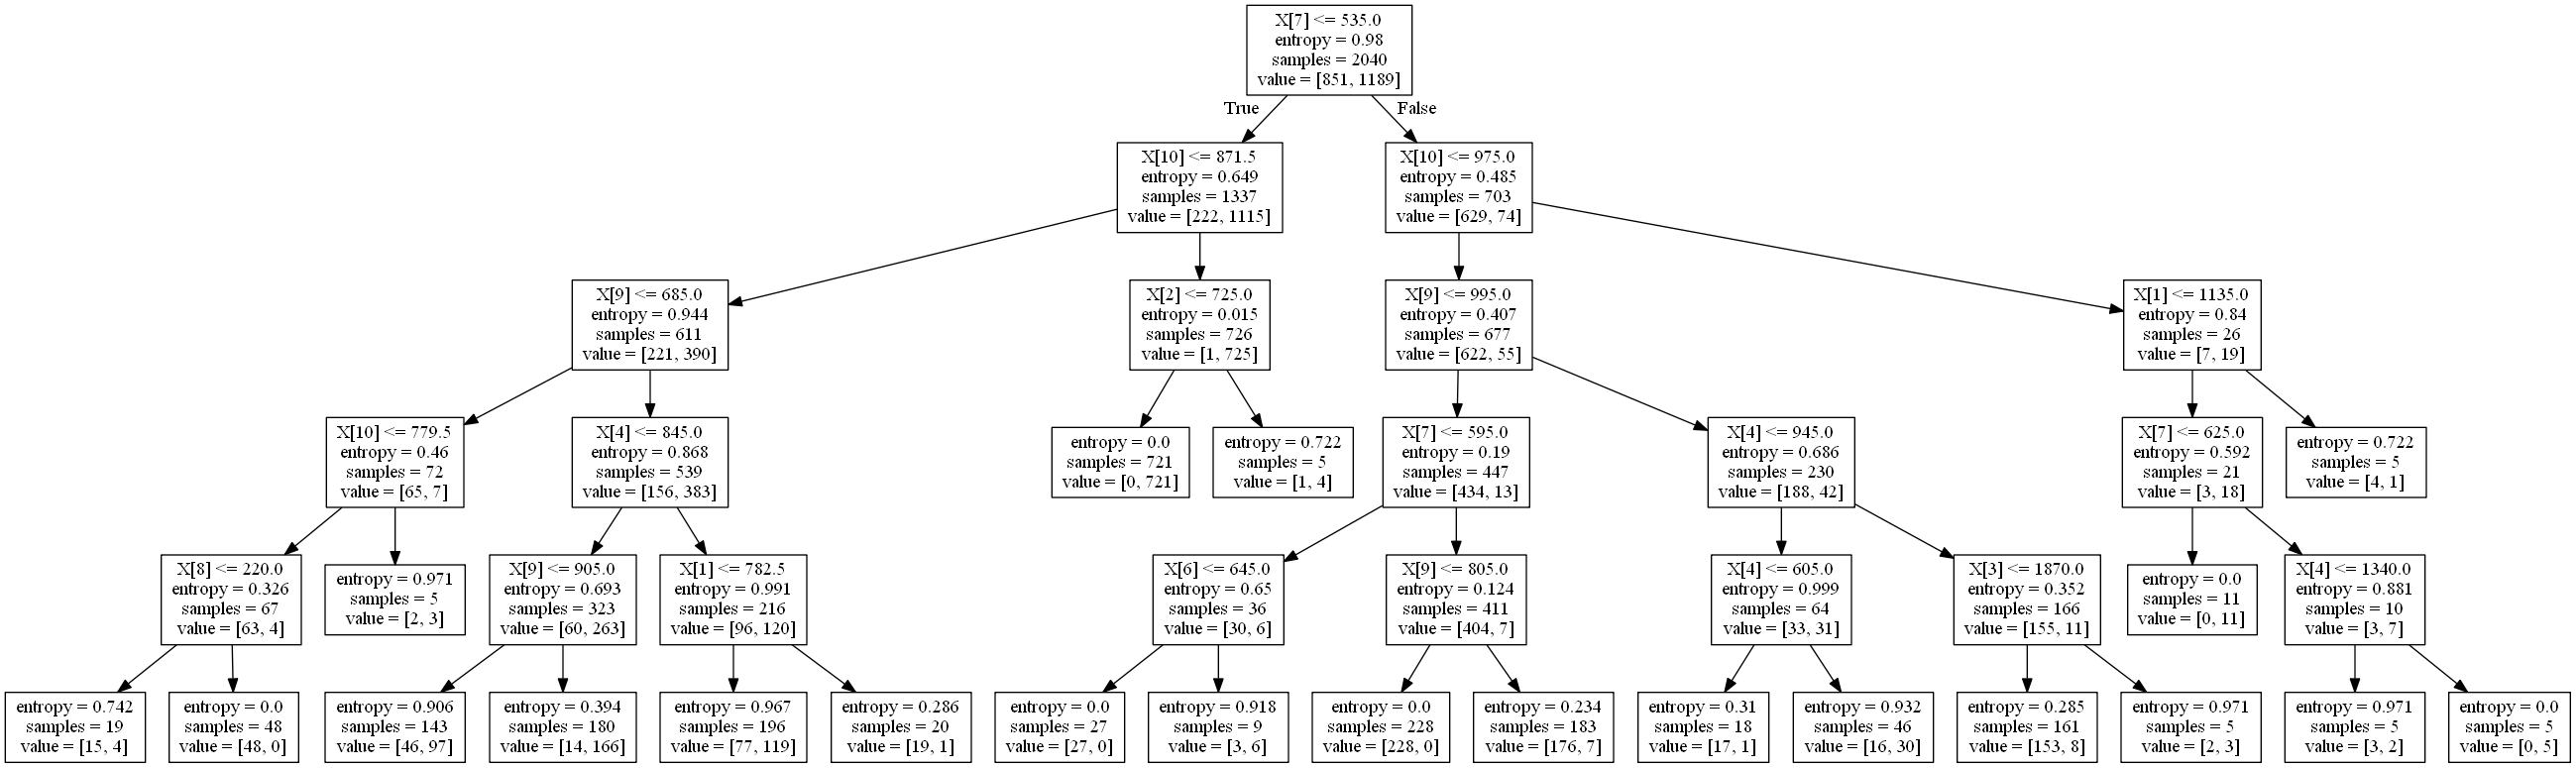 X[7] <= 535.0
entropy = 0.98
samples = 2040
value = [851, 1189]
True
False
X[10] <= 871.5
entropy = 0.649
samples = 1337
value = [222, 1115]
X[10] <= 975.0
entropy = 0.485
samples = 703
value = [629, 74]
X[9] <= 685.0
entropy = 0.944
samples = 611
value = [221, 390]
X[2] <= 725.0
entropy = 0.015
samples = 726
value = [1, 725]
X[9] <= 995.0
entropy = 0.407
samples = 677
value = [622, 55]
X[1] <= 1135.0
entropy = 0.84
samples = 26
value = [7, 19]
X[10] <= 779.5
entropy = 0.46
samples = 72
value = [65, 7]
X[4] <= 845.0
entropy = 0.868
samples = 539
value = [156, 383]
entropy = 0.0
samples = 721
value = [0, 721]
entropy = 0.722
samples = 5
value = [1, 4]
X[7] <= 595.0
entropy = 0.19
samples = 447
value = [434, 13]
X[4] <= 945.0
entropy = 0.686
samples = 230
value = [188, 42]
X[7] <= 625.0
entropy = 0.592
samples = 21
value = [3, 18]
entropy = 0.722
samples = 5
value = [4, 1]
X[8] <= 220.0
entropy = 0.326
samples = 67
value = [63, 4]
entropy = 0.971
samples = 5
value = [2, 3]
X[9] <= 905.0
entropy = 0.693
samples = 323
value = [60, 263]
X[1] <= 782.5
entropy = 0.991
samples = 216
value = [96, 120]
X[6] <= 645.0
entropy = 0.65
samples = 36
value = [30, 6]
X[9] <= 805.0
entropy = 0.124
samples = 411
value = [404, 7]
X[4] <= 605.0
entropy = 0.999
samples = 64
value = [33, 31]
X[3] <= 1870.0
entropy = 0.352
samples = 166
value = [155, 11]
entropy = 0.0
samples = 11
value = [0, 11]
X[4] <= 1340.0
entropy = 0.881
samples = 10
value = [3, 7]
entropy = 0.742
samples = 19
value = [15, 4]
entropy = 0.0
samples = 48
value = [48, 0]
entropy = 0.906
samples = 143
value = [46, 97]
entropy = 0.394
samples = 180
value = [14, 166]
entropy = 0.967
samples = 196
value = [77, 119]
entropy = 0.286
samples = 20
value = [19, 1]
entropy = 0.0
samples = 27
value = [27, 0]
entropy = 0.918
samples = 9
value = [3, 6]
entropy = 0.0
samples = 228
value = [228, 0]
entropy = 0.234
samples = 183
value = [176, 7]
entropy = 0.31
samples = 18
value = [17, 1]
entropy = 0.932
samples = 46
value = [16, 30]
entropy = 0.285
samples = 161
value = [153, 8]
entropy = 0.971
samples = 5
value = [2, 3]
entropy = 0.971
samples = 5
value = [3, 2]
entropy = 0.0
samples = 5
value = [0, 5]